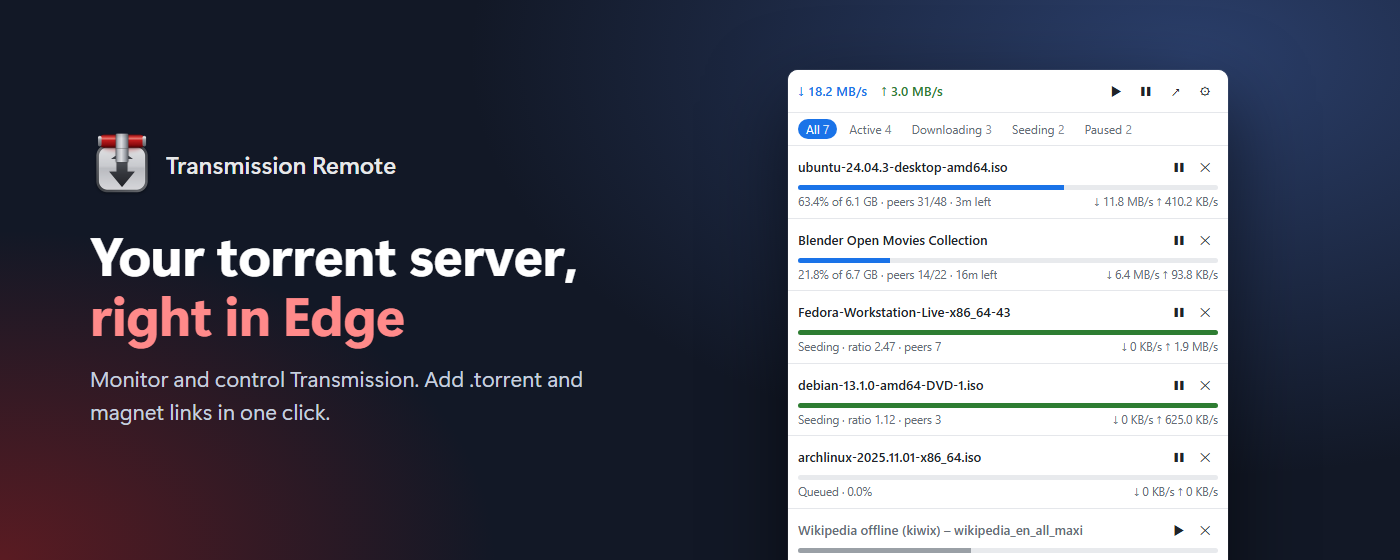 Transmission Remote
Your torrent server,
right in Edge
Monitor and control Transmission. Add .torrent and
magnet links in one click.
↓ 18.2 MB/s ↑ 3.0 MB/s
All 7 Active 4 Downloading 3 Seeding 2 Paused 2
ubuntu-24.04.3-desktop-amd64.iso
63.4% of 6.1 GB · peers 31/48 · 3m left ↓ 11.8 MB/s ↑ 410.2 KB/s
Blender Open Movies Collection
21.8% of 6.7 GB · peers 14/22 · 16m left ↓ 6.4 MB/s ↑ 93.8 KB/s
Fedora-Workstation-Live-x86_64-43
Seeding · ratio 2.47 · peers 7 ↓ 0 KB/s ↑ 1.9 MB/s
debian-13.1.0-amd64-DVD-1.iso
Seeding · ratio 1.12 · peers 3 ↓ 0 KB/s ↑ 625.0 KB/s
archlinux-2025.11.01-x86_64.iso
Queued · 0.0% ↓ 0 KB/s ↑ 0 KB/s
Wikipedia offline (kiwix) – wikipedia_en_all_maxi